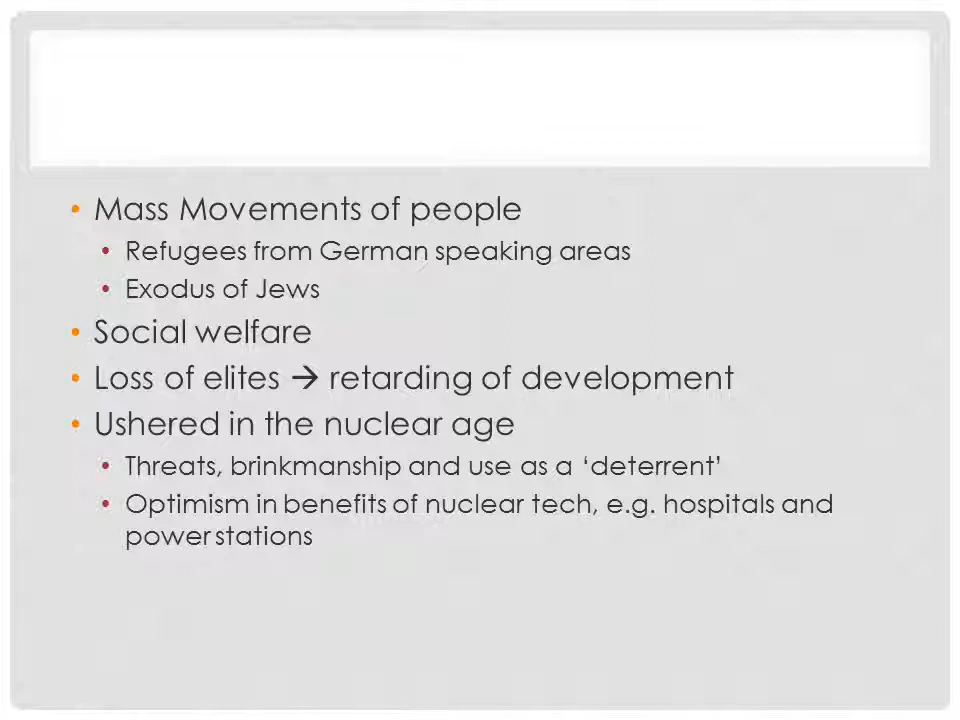 • Mass Movements of people
• Refugees from German speaking areas
• Exodus of Jews
• Social welfare
• Loss of elites → retarding of development
• Ushered in the nuclear age
• Threats, brinkmanship and use as a ‘deterrent’
• Optimism in benefits of nuclear tech, e.g. hospitals and
power stations